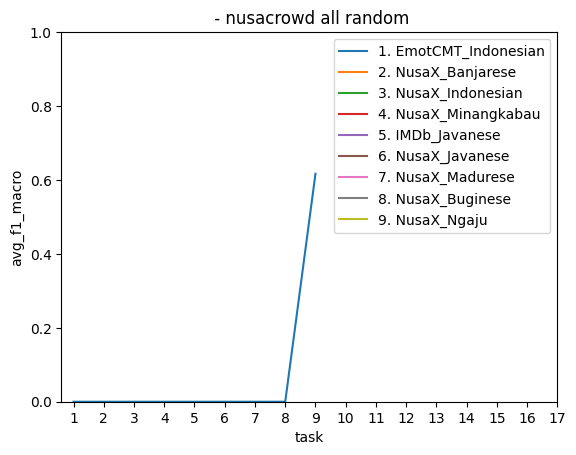 - nusacrowd all random
1.0
0.8
0.6
0.4
0.2
0.0
avg_f1_macro
1. EmotCMT_Indonesian
2. NusaX_Banjarese
3. NusaX_Indonesian
4. NusaX_Minangkabau
5. IMDb_Javanese
6. NusaX_Javanese
7. NusaX_Madurese
8. NusaX_Buginese
9. NusaX_Ngaju
1 2 3 4 5 6 7 8 9 10 11 12 13 14 15 16 17
task